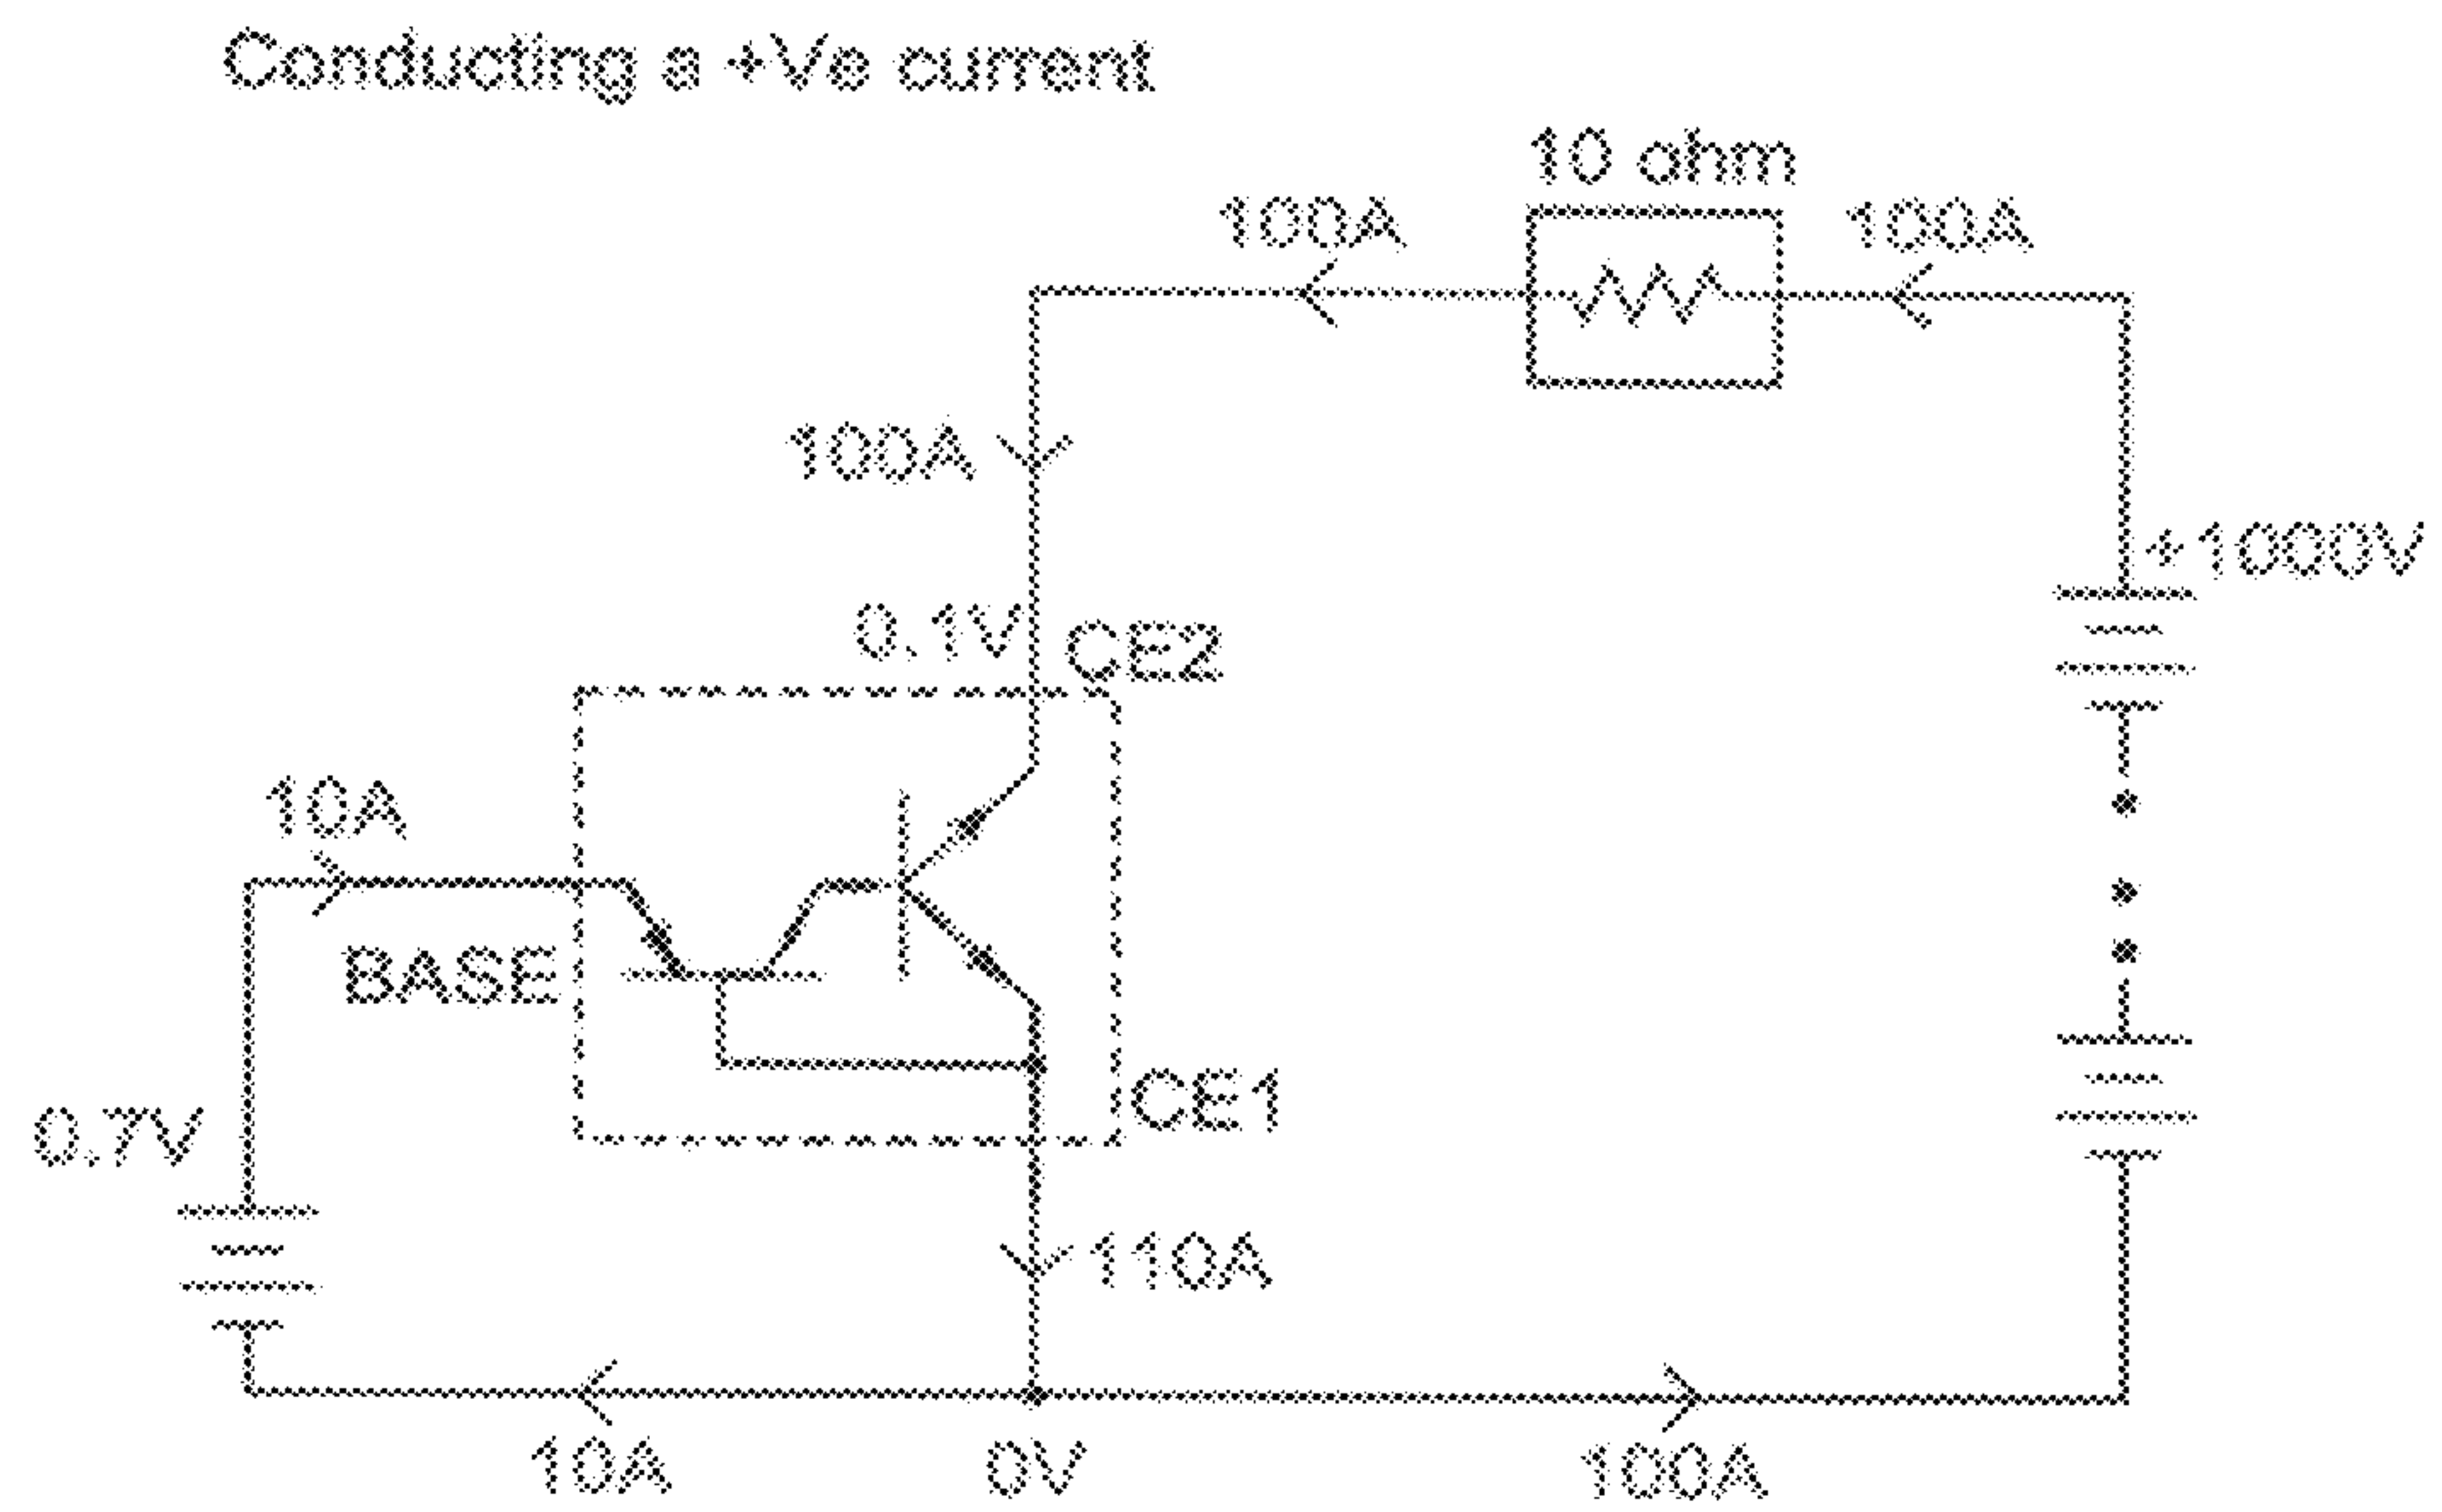 Conducting a +Ve current
10 ohm
100A
100A
100A
+1000V
0.1V
CE2
10A
BASE
0.7V
CE1
110A
10A
0V
100A